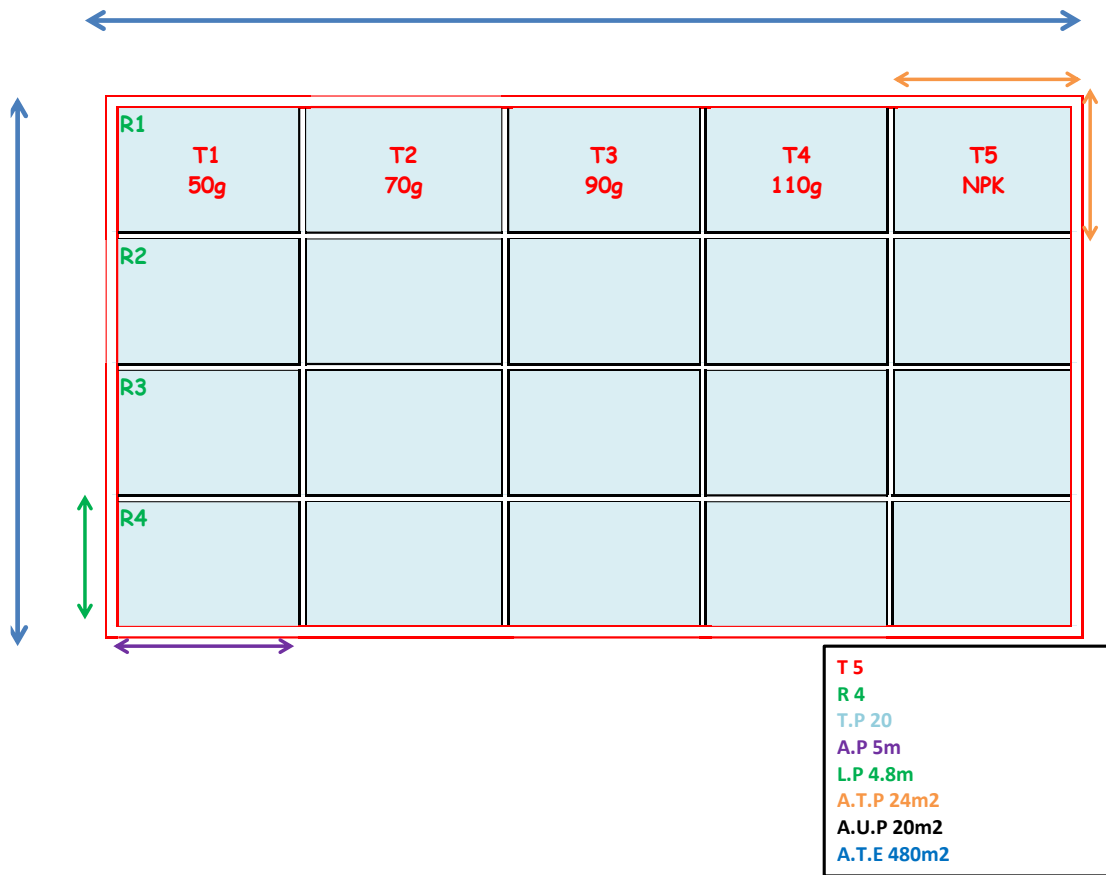 R1
T1
50g
T2
70g
T3
90g
T4
110g
T5
NPK
R2
R3
R4
T 5
R 4
T.P 20
A.P 5m
L.P 4.8m
A.T.P 24m2
A.U.P 20m2
A.T.E 480m2